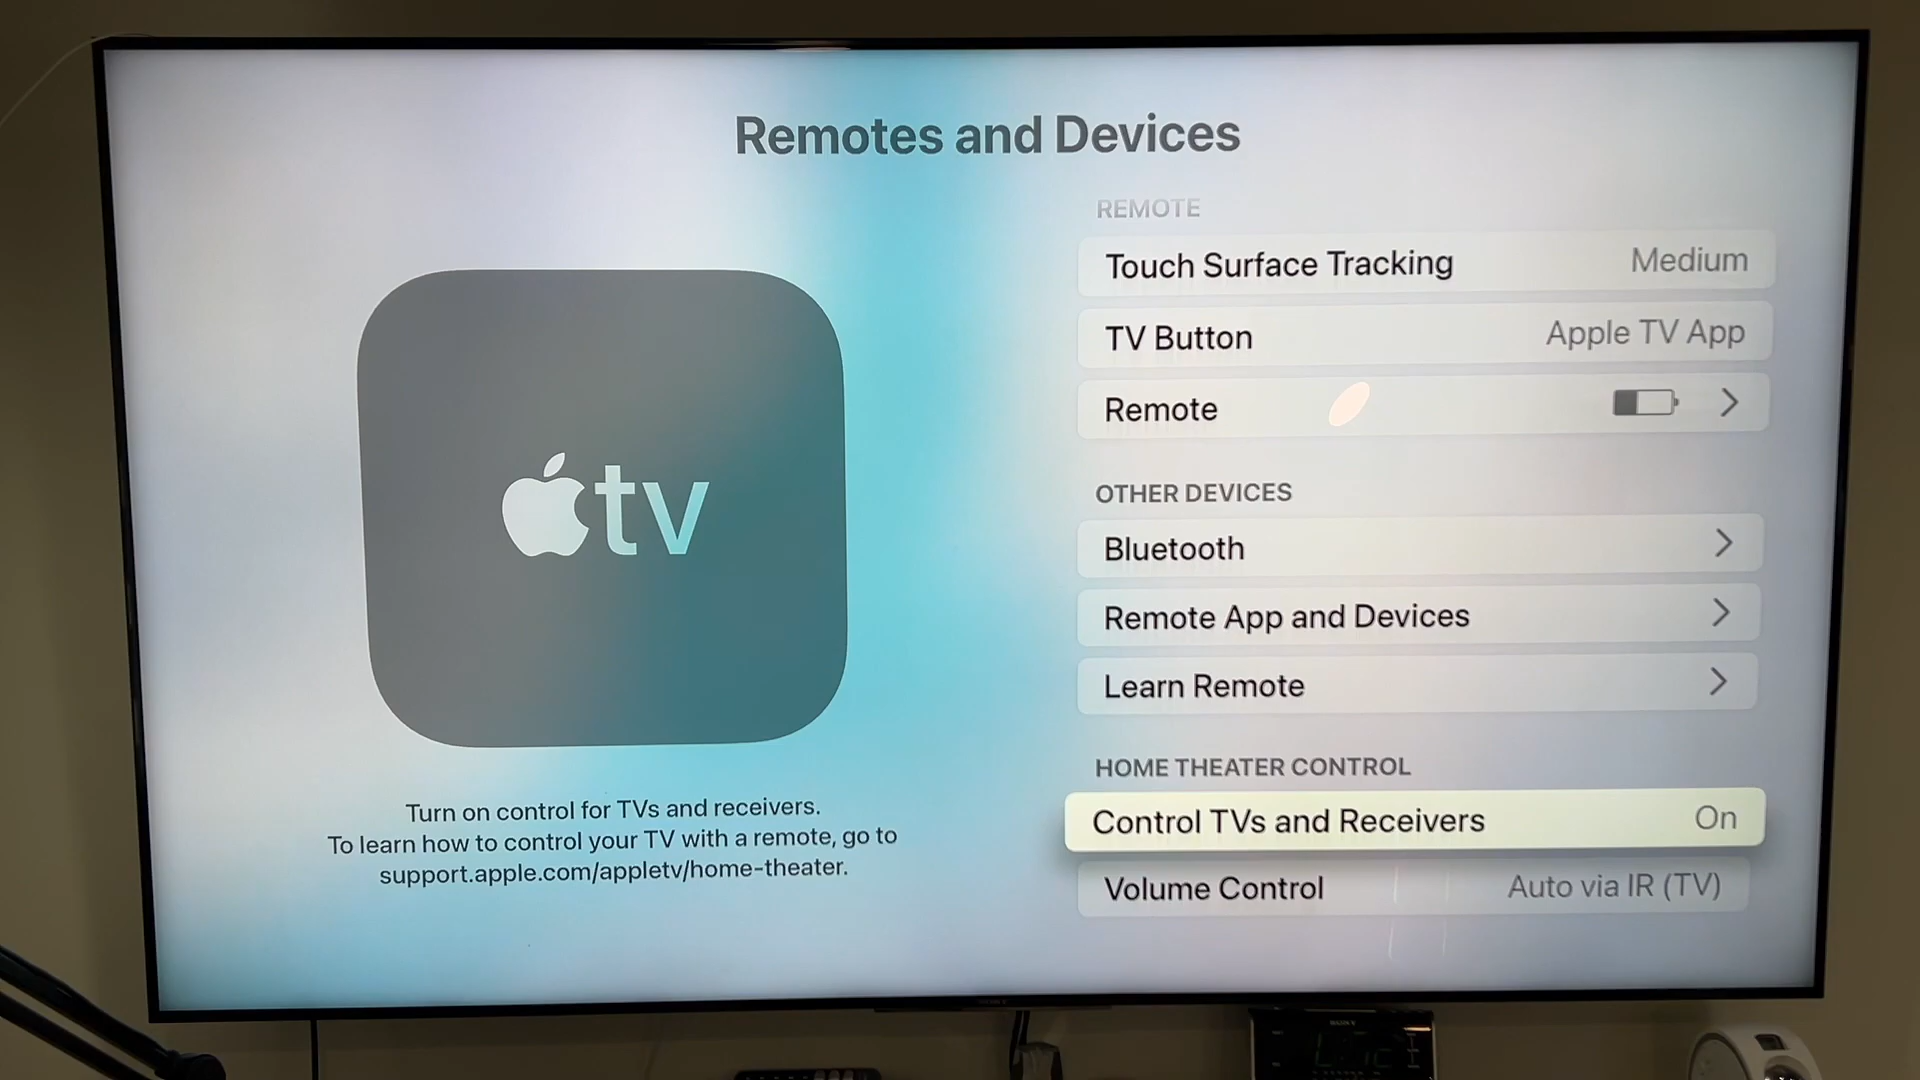 Remotes and Devices
REMOTE
Touch Surface Tracking Medium
TV Button Apple TV App
Remote
OTHER DEVICES
Bluetooth
Remote App and Devices
Learn Remote
HOME THEATER CONTROL
Control TVs and Receivers On
Volume Control Auto via IR (TV)
tv
Turn on control for TVs and receivers.
To learn how to control your TV with a remote, go to
support.apple.com/appletv/home-theater.